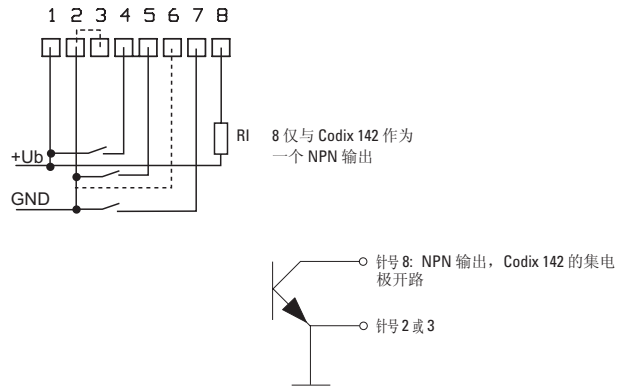 1 2 3 4 5 6 7 8
RI
8 仅与 Codix 142 作为
一个 NPN 输出
+Ub
GND
针号 8: NPN 输出，Codix 142 的集电
极开路
针号 2 或 3